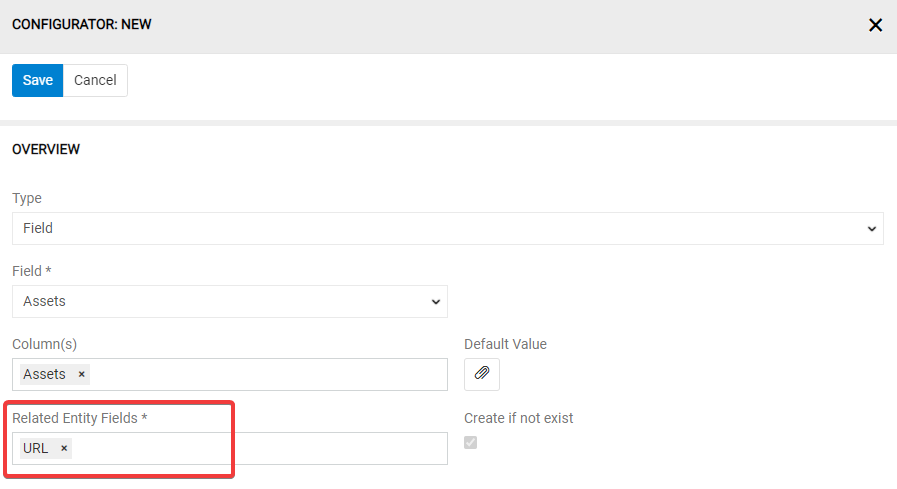 CONFIGURATOR: NEW ×
Save Cancel
OVERVIEW
Type
Field
Field *
Assets
Column(s) Default Value
Assets ×
Related Entity Fields * Create if not exist
URL ×